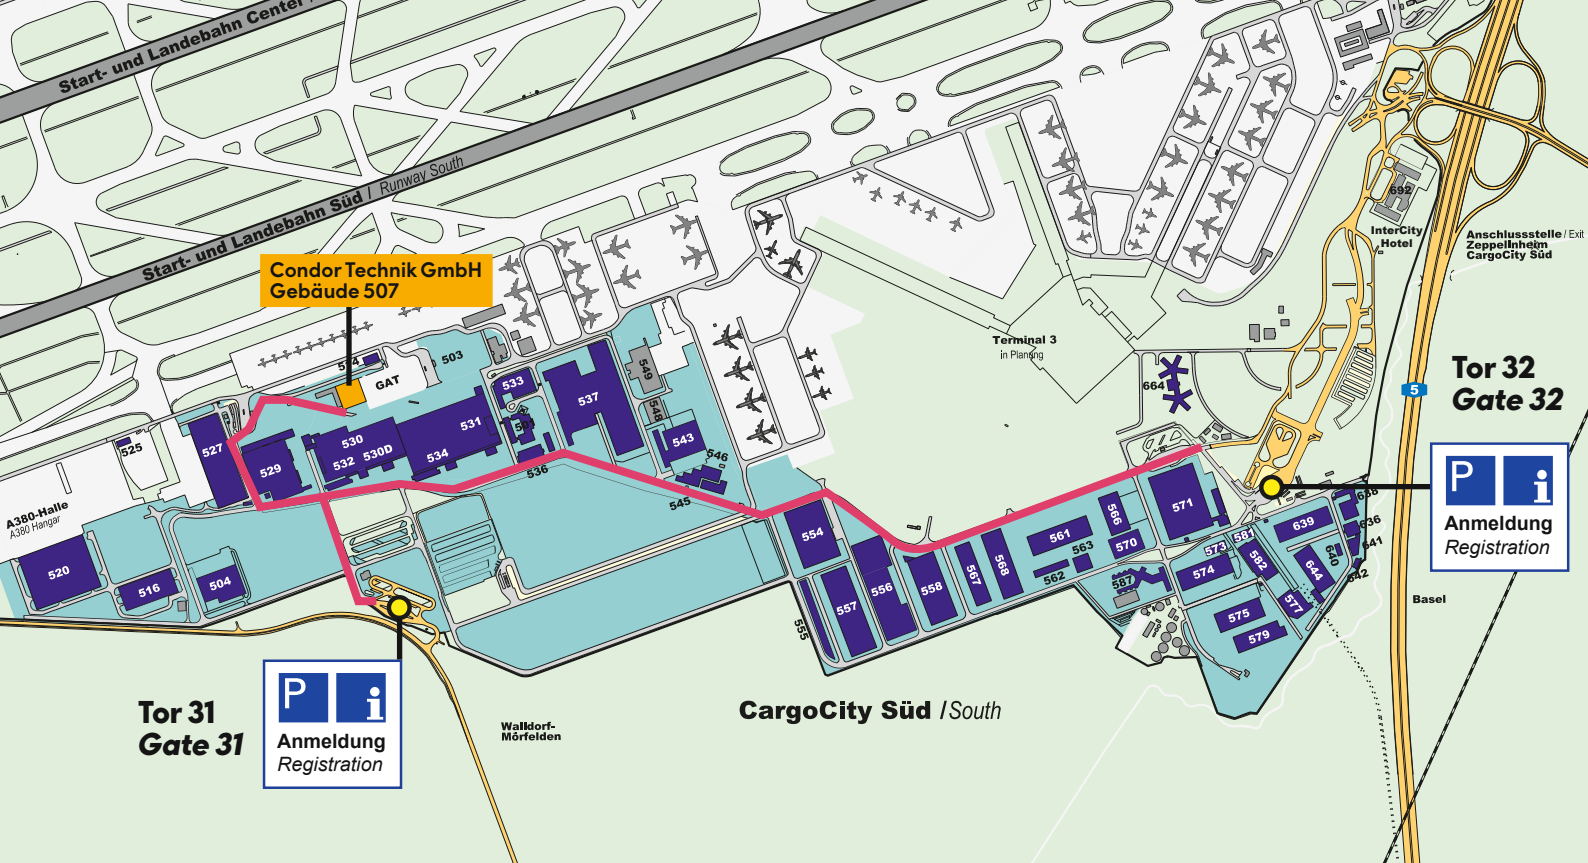 Start- und Landebahn Center /
Start- und Landebahn Süd / Runway South
Condor Technik GmbH
Gebäude 507
692
InterCity
Hotel
Anschlussstelle / Exit
Zeppelinheim
CargoCity Süd
Terminal 3
in Planung
503
GAT
533
537
549
548
664
5
Tor 32
Gate 32
531
530
530D
532
534
536
543
546
545
527
529
525
A380-Halle
A380 Hangar
520
516
504
554
561
563
562
566
570
571
573
581
582
574
587
575
579
577
644
639
638
636
641
640
642
567
568
558
556
557
555
P i
Anmeldung
Registration
Basel
CargoCity Süd / South
Tor 31
Gate 31
P i
Anmeldung
Registration
Walldorf-
Mörfelden